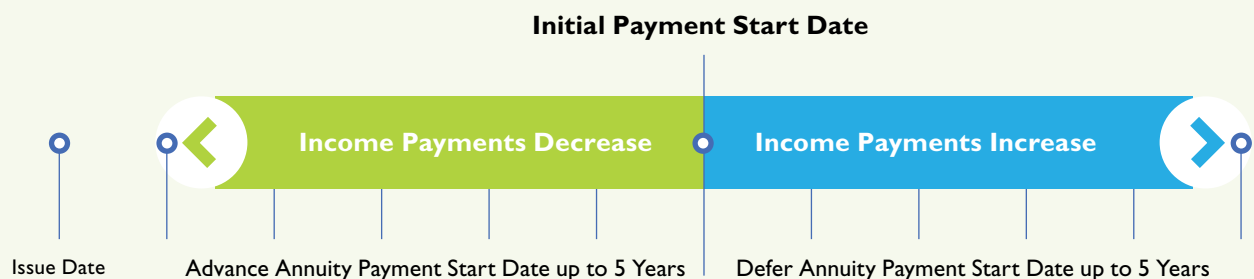 Initial Payment Start Date
Income Payments Decrease
Income Payments Increase
Issue Date
Advance Annuity Payment Start Date up to 5 Years
Defer Annuity Payment Start Date up to 5 Years